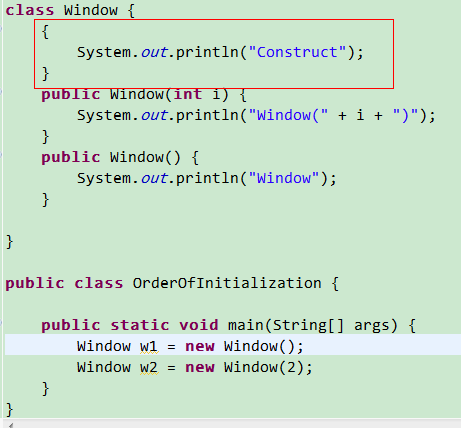 class Window {
{
System.out.println("Construct");
}
public Window(int i) {
System.out.println("Window(" + i + ")");
}
public Window() {
System.out.println("Window");
}
}
public class OrderOfInitialization {
public static void main(String[] args) {
Window w1 = new Window();
Window w2 = new Window(2);
}
}